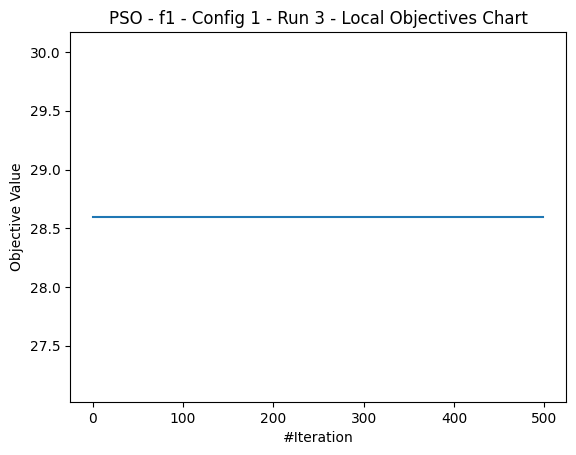 PSO - f1 - Config 1 - Run 3 - Local Objectives Chart
30.0
29.5
29.0
28.5
28.0
27.5
Objective Value
0 100 200 300 400 500
#Iteration